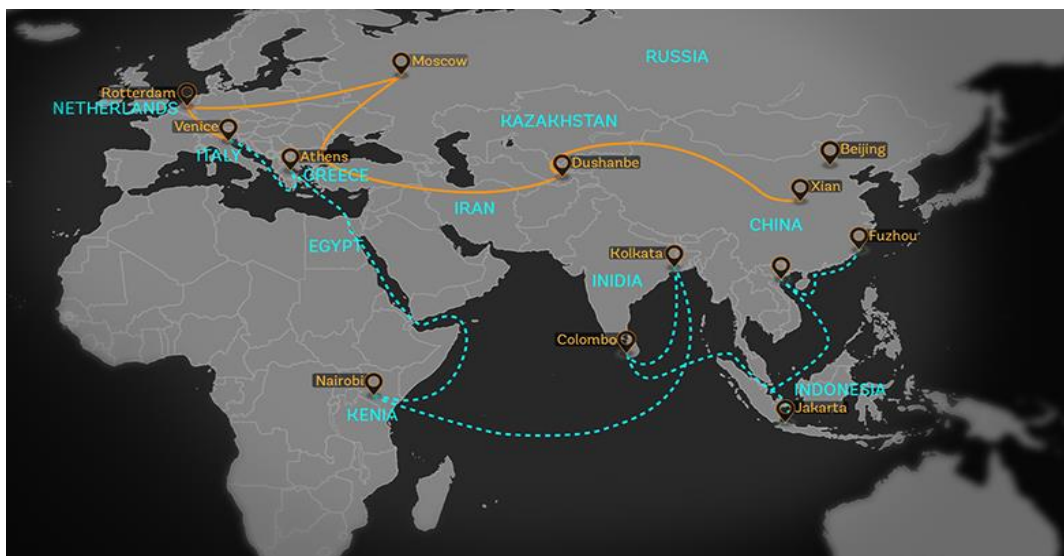 Moscow
RUSSIA
Rotterdam
NETHERLANDS
KAZAKHSTAN
Venice
ITALY
Athens
GREECE
Dushanbe
Beijing
Xian
IRAN
CHINA
EGYPT
Fuzhou
Kolkata
INIDIA
Colombo
Nairobi
KENIA
INDONESIA
Jakarta